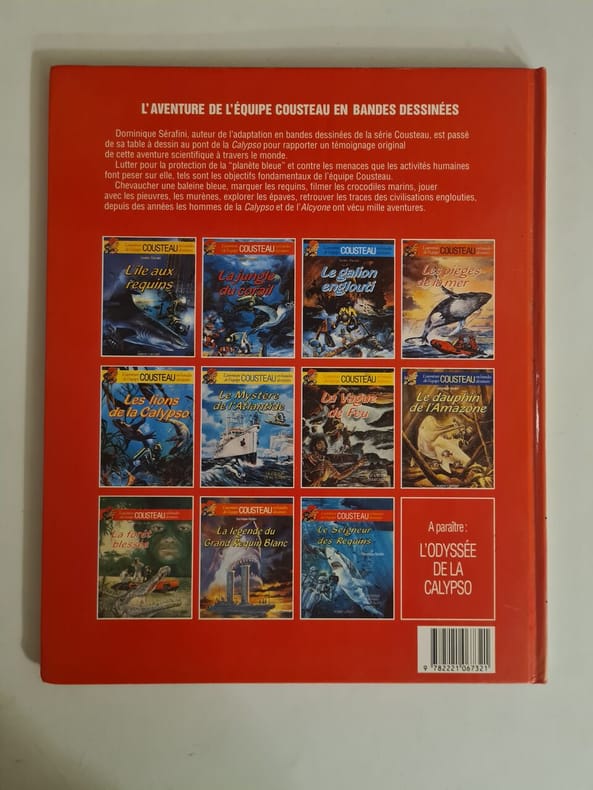 L'AVENTURE DE L'ÉQUIPE COUSTEAU EN BANDES DESSINÉES
Dominique Sérafini, auteur de l'adaptation en bandes dessinées de la série Cousteau, est passé
de sa table à dessin au pont de la Calypso pour rapporter un témoignage original
de cette aventure scientifique à travers le monde.
Lutter pour la protection de la "planète bleue" et contre les menaces que les activités humaines
font peser sur elle, tels sont les objectifs fondamentaux de l'équipe Cousteau.
Chevaucher une baleine bleue, marquer les requins, filmer les crocodiles marins, jouer
avec les pieuvres, les murènes, explorer les épaves, retrouver les traces des civilisations englouties,
depuis des années les hommes de la Calypso et de l'Alcyone ont vécu mille aventures.
COUSTEAU
L'île aux
requins
COUSTEAU
La jungle
du corail
COUSTEAU
Le galion
englouti
COUSTEAU
Les pièges
de la mer
COUSTEAU
Les lions
de la Calypso
COUSTEAU
Le Mystère
de l'Atlantide
COUSTEAU
La Vague
de Feu
COUSTEAU
Le dauphin
de l'Amazone
COUSTEAU
La forêt
blessée
COUSTEAU
La légende du
Grand Requin Blanc
COUSTEAU
Le Seigneur
des Requins
A paraître :
L'ODYSSÉE
DE LA
CALYPSO
9 782221 067321